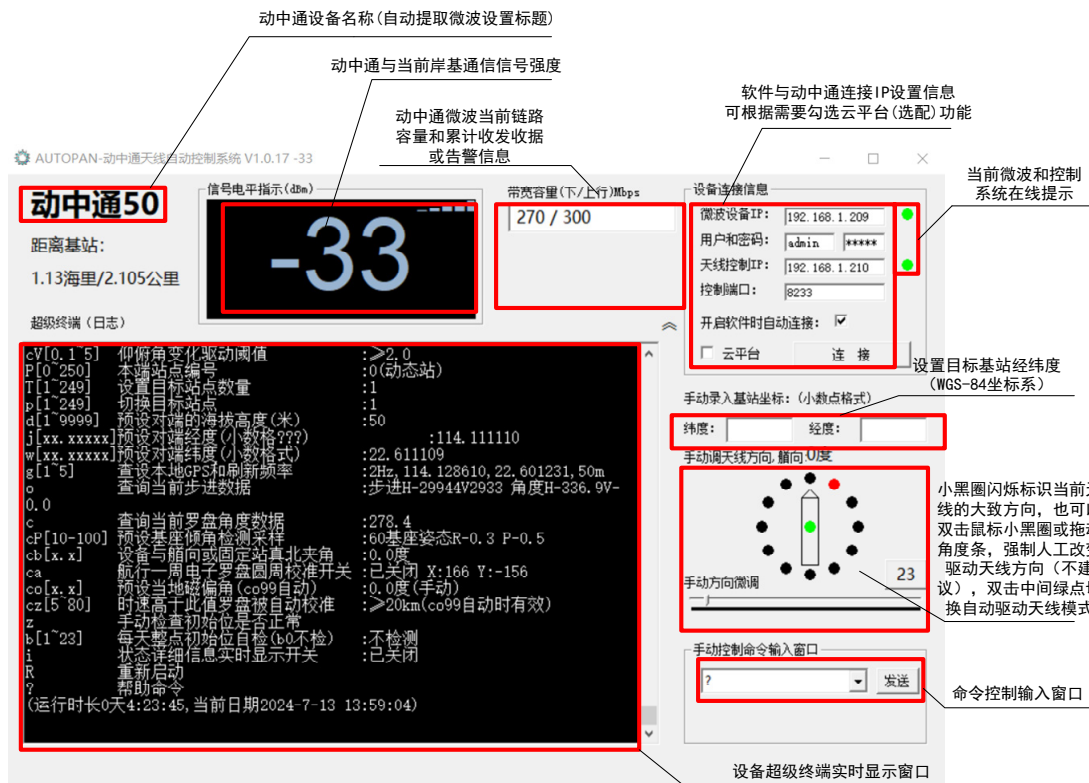 动中通设备名称(自动提取微波设置标题)
动中通与当前岸基通信信号强度
动中通微波当前链路
容量和累计收发收据
或告警信息
软件与动中通连接IP设置信息
可根据需要勾选云平台(选配)功能
当前微波和控制
系统在线提示
AUTOPAN-动中通天线自动控制系统 V1.0.17 -33
动中通50
距离基站:
1.13海里/2.105公里
信号电平指示(dBm)
-33
带宽容量(下/上行)Mbps
270 / 300
设备连接信息
微波设备IP: 192.168.1.209
用户和密码: admin *****
天线控制IP: 192.168.1.210
控制端口: 8233
开启软件时自动连接:
云平台 连 接
超级终端(日志)
cV[0.1~5] 仰俯角变化驱动阈值 :≥2.0
P[0~250] 本端站点编号 :0(动态站)
T[1~249] 设置目标站点数量 :1
p[1~249] 切换目标站点 :1
d[1~9999] 预设对端的海拔高度(米) :50
j[xx.xxxxx]预设对端经度(小数格???) :114.111110
w[xx.xxxxx]预设对端纬度(小数格式) :22.611109
g[1~5] 查设本地GPS和刷新频率 :2Hz,114.128610,22.601231,50m
o 查询当前步进数据 :步进H-29944V2933 角度H-336.9V-
0.0
c 查询当前罗盘角度数据 :278.4
cP[10-100] 预设基座倾角检测采样 :60基座姿态R-0.3 P-0.5
cb[x.x] 设备与艏向或固定站真北夹角 :0.0度
ca 航行一周电子罗盘圆周校准开关 :已关闭 X:166 Y:-156
co[x.x] 预设当地磁偏角(co99自动) :0.0度(手动)
cz[5~80] 时速高于此值罗盘被自动校准 :≥20km(co99自动时有效)
z 手动检查初始位是否正常
b[1~23] 每天整点初始位自检(b0不检) :不检测
i 状态详细信息实时显示开关 :已关闭
R 重新启动
? 帮助命令
(运行时长0天4:23:45,当前日期2024-7-13 13:59:04)
设置目标基站经纬度
(WGS-84坐标系)
手动录入基站坐标:(小数点格式)
纬度: 经度:
手动调天线方向,艏向:0度
手动方向微调
23
小黑圈闪烁标识当前天
线的大致方向，也可以
双击鼠标小黑圈或拖动
角度条，强制人工改变
驱动天线方向（不建
议），双击中间绿点切
换自动驱动天线模式
手动控制命令输入窗口
? 发送
命令控制输入窗口
设备超级终端实时显示窗口